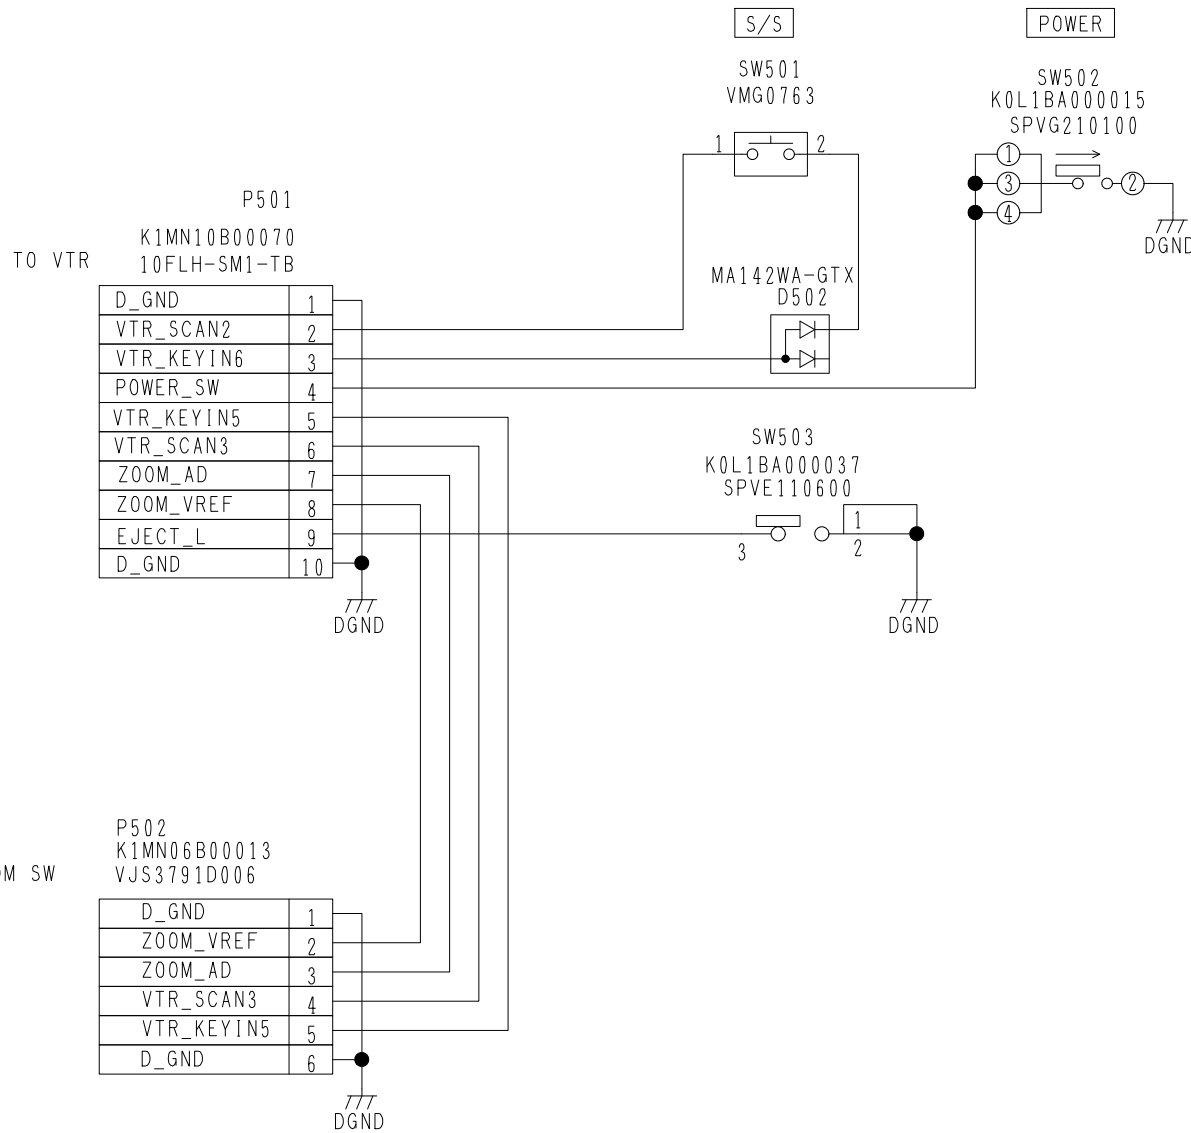 S/S
POWER
SW501
VMG0763
SW502
K0L1BA000015
SPVG210100
1
2
1
3
4
2
DGND
P501
K1MN10B00070
10FLH-SM1-TB
TO VTR
MA142WA-GTX
D502
D_GND 1
VTR_SCAN2 2
VTR_KEYIN6 3
POWER_SW 4
VTR_KEYIN5 5
VTR_SCAN3 6
ZOOM_AD 7
ZOOM_VREF 8
EJECT_L 9
D_GND 10
DGND
SW503
K0L1BA000037
SPVE110600
3
1
2
DGND
P502
K1MN06B00013
VJS3791D006
SW
D_GND 1
ZOOM_VREF 2
ZOOM_AD 3
VTR_SCAN3 4
VTR_KEYIN5 5
D_GND 6
DGND